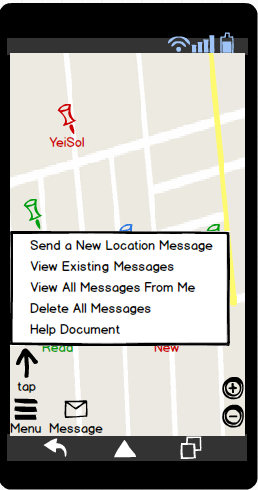 YeiSol
Send a New Location Message
View Existing Messages
View All Messages From Me
Delete All Messages
Help Document
Read New
tap
Menu Message